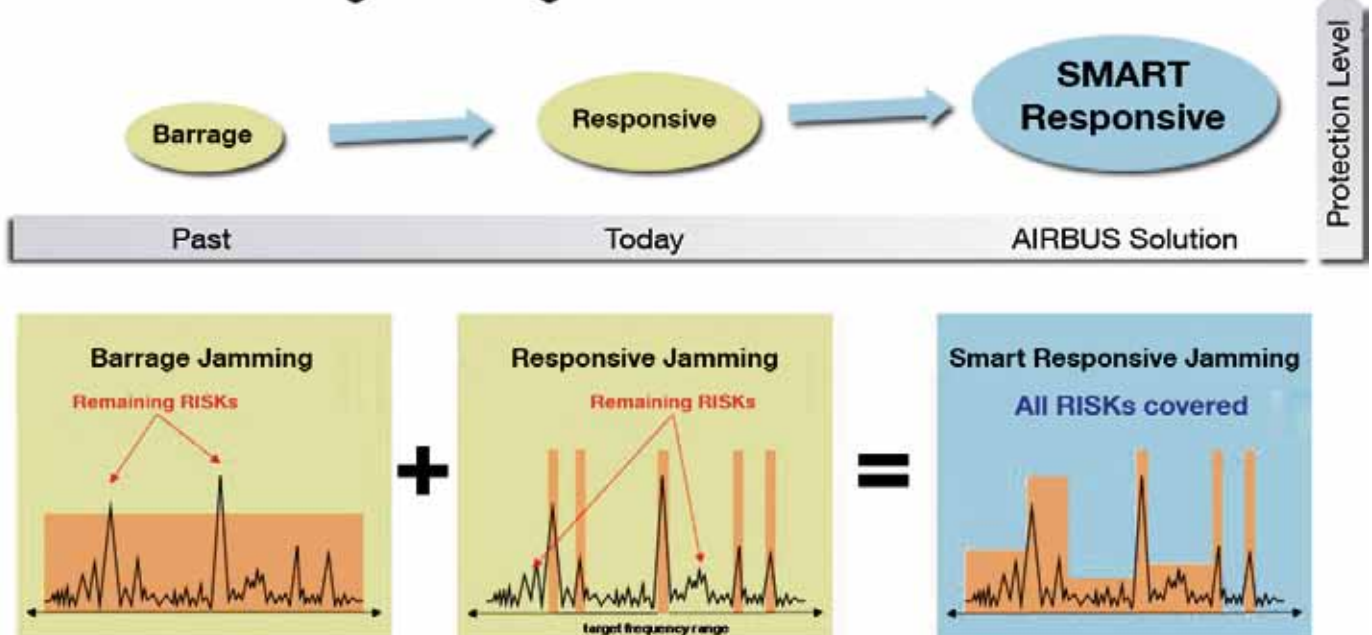 Barrage
Responsive
SMART
Responsive
Protection Level
Past
Today
AIRBUS Solution
Barrage Jamming
Remaining RISKs
+
Responsive Jamming
Remaining RISKs
target frequency range
=
Smart Responsive Jamming
All RISKs covered